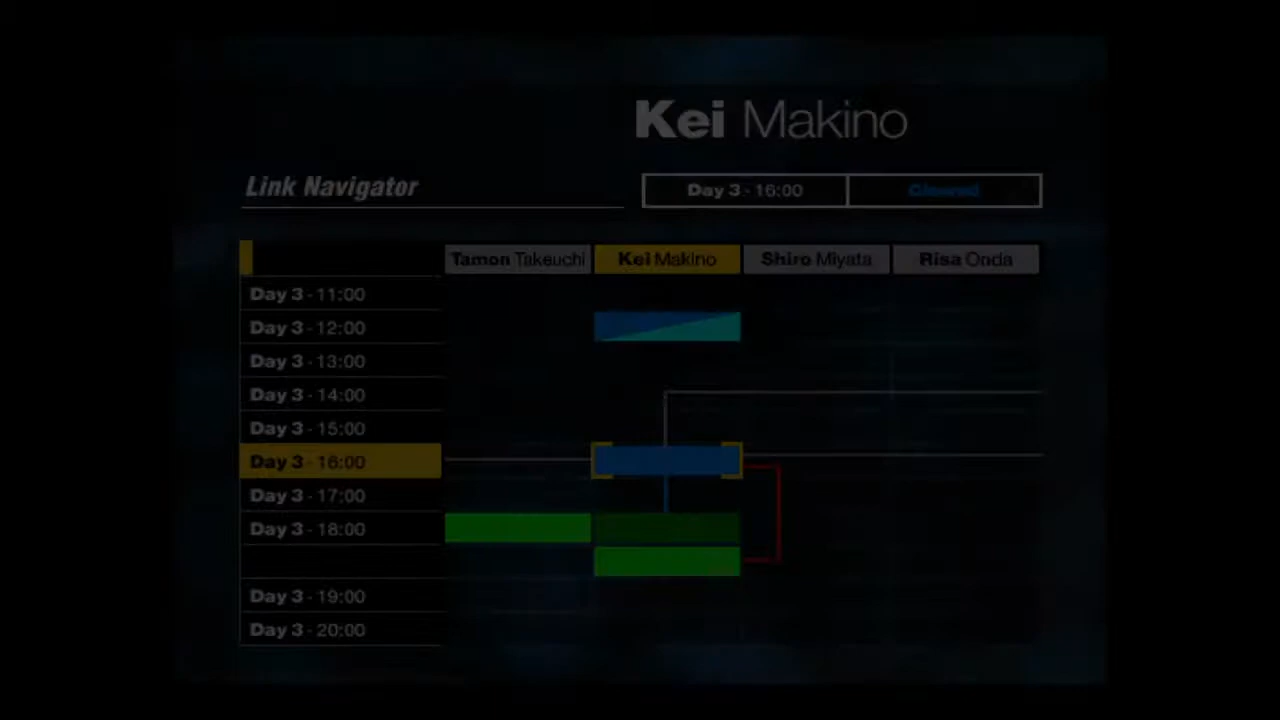 Kei Makino
Link Navigator
Day 3 - 16:00 Cleared
Tamon Takeuchi Kei Makino Shiro Miyata Risa Onda
Day 3 - 11:00
Day 3 - 12:00
Day 3 - 13:00
Day 3 - 14:00
Day 3 - 15:00
Day 3 - 16:00
Day 3 - 17:00
Day 3 - 18:00
Day 3 - 19:00
Day 3 - 20:00